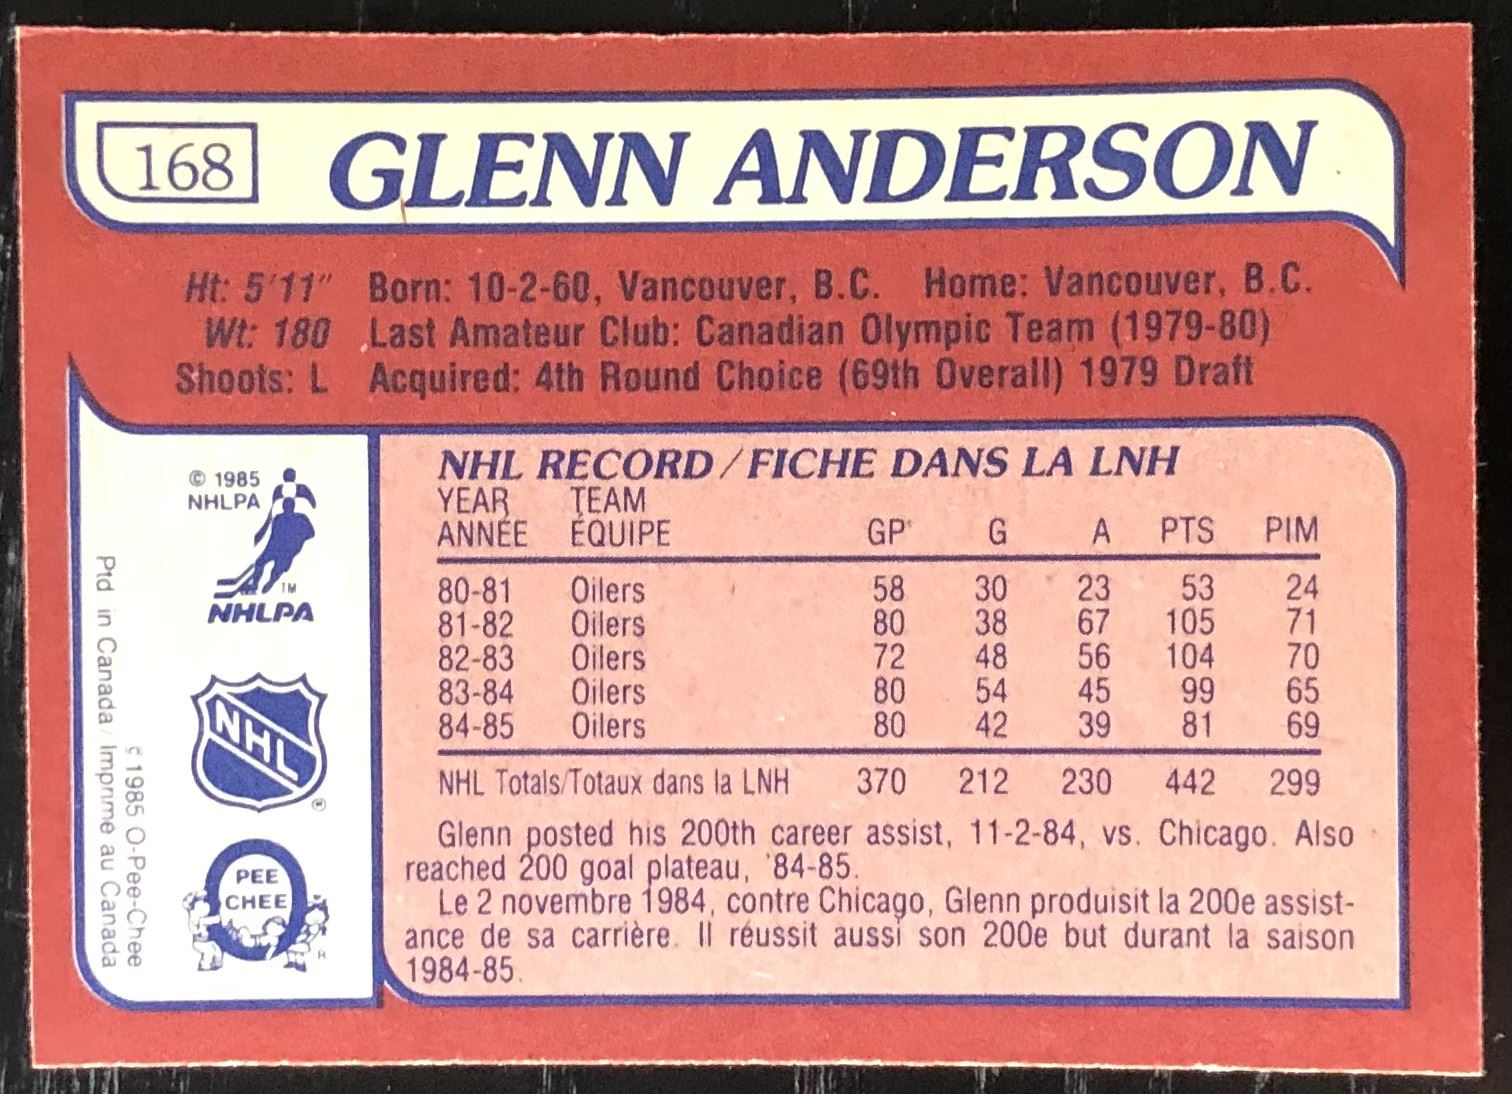 168 GLENN ANDERSON
Ht: 5'11" Born: 10-2-60, Vancouver, B.C. Home: Vancouver, B.C.
Wt: 180 Last Amateur Club: Canadian Olympic Team (1979-80)
Shoots: L Acquired: 4th Round Choice (69th Overall) 1979 Draft
© 1985
NHLPA
TM
NHLPA
NHL
®
PEE
CHEE
R
Ptd in Canada/Imprime au Canada
c 1985 O-Pee-Chee
NHL RECORD/FICHE DANS LA LNH
YEAR TEAM
ANNÉE ÉQUIPE GP G A PTS PIM
80-81 Oilers 58 30 23 53 24
81-82 Oilers 80 38 67 105 71
82-83 Oilers 72 48 56 104 70
83-84 Oilers 80 54 45 99 65
84-85 Oilers 80 42 39 81 69
NHL Totals/Totaux dans la LNH 370 212 230 442 299
Glenn posted his 200th career assist, 11-2-84, vs. Chicago. Also
reached 200 goal plateau, '84-85.
Le 2 novembre 1984, contre Chicago, Glenn produisit la 200e assist-
ance de sa carrière. Il réussit aussi son 200e but durant la saison
1984-85.